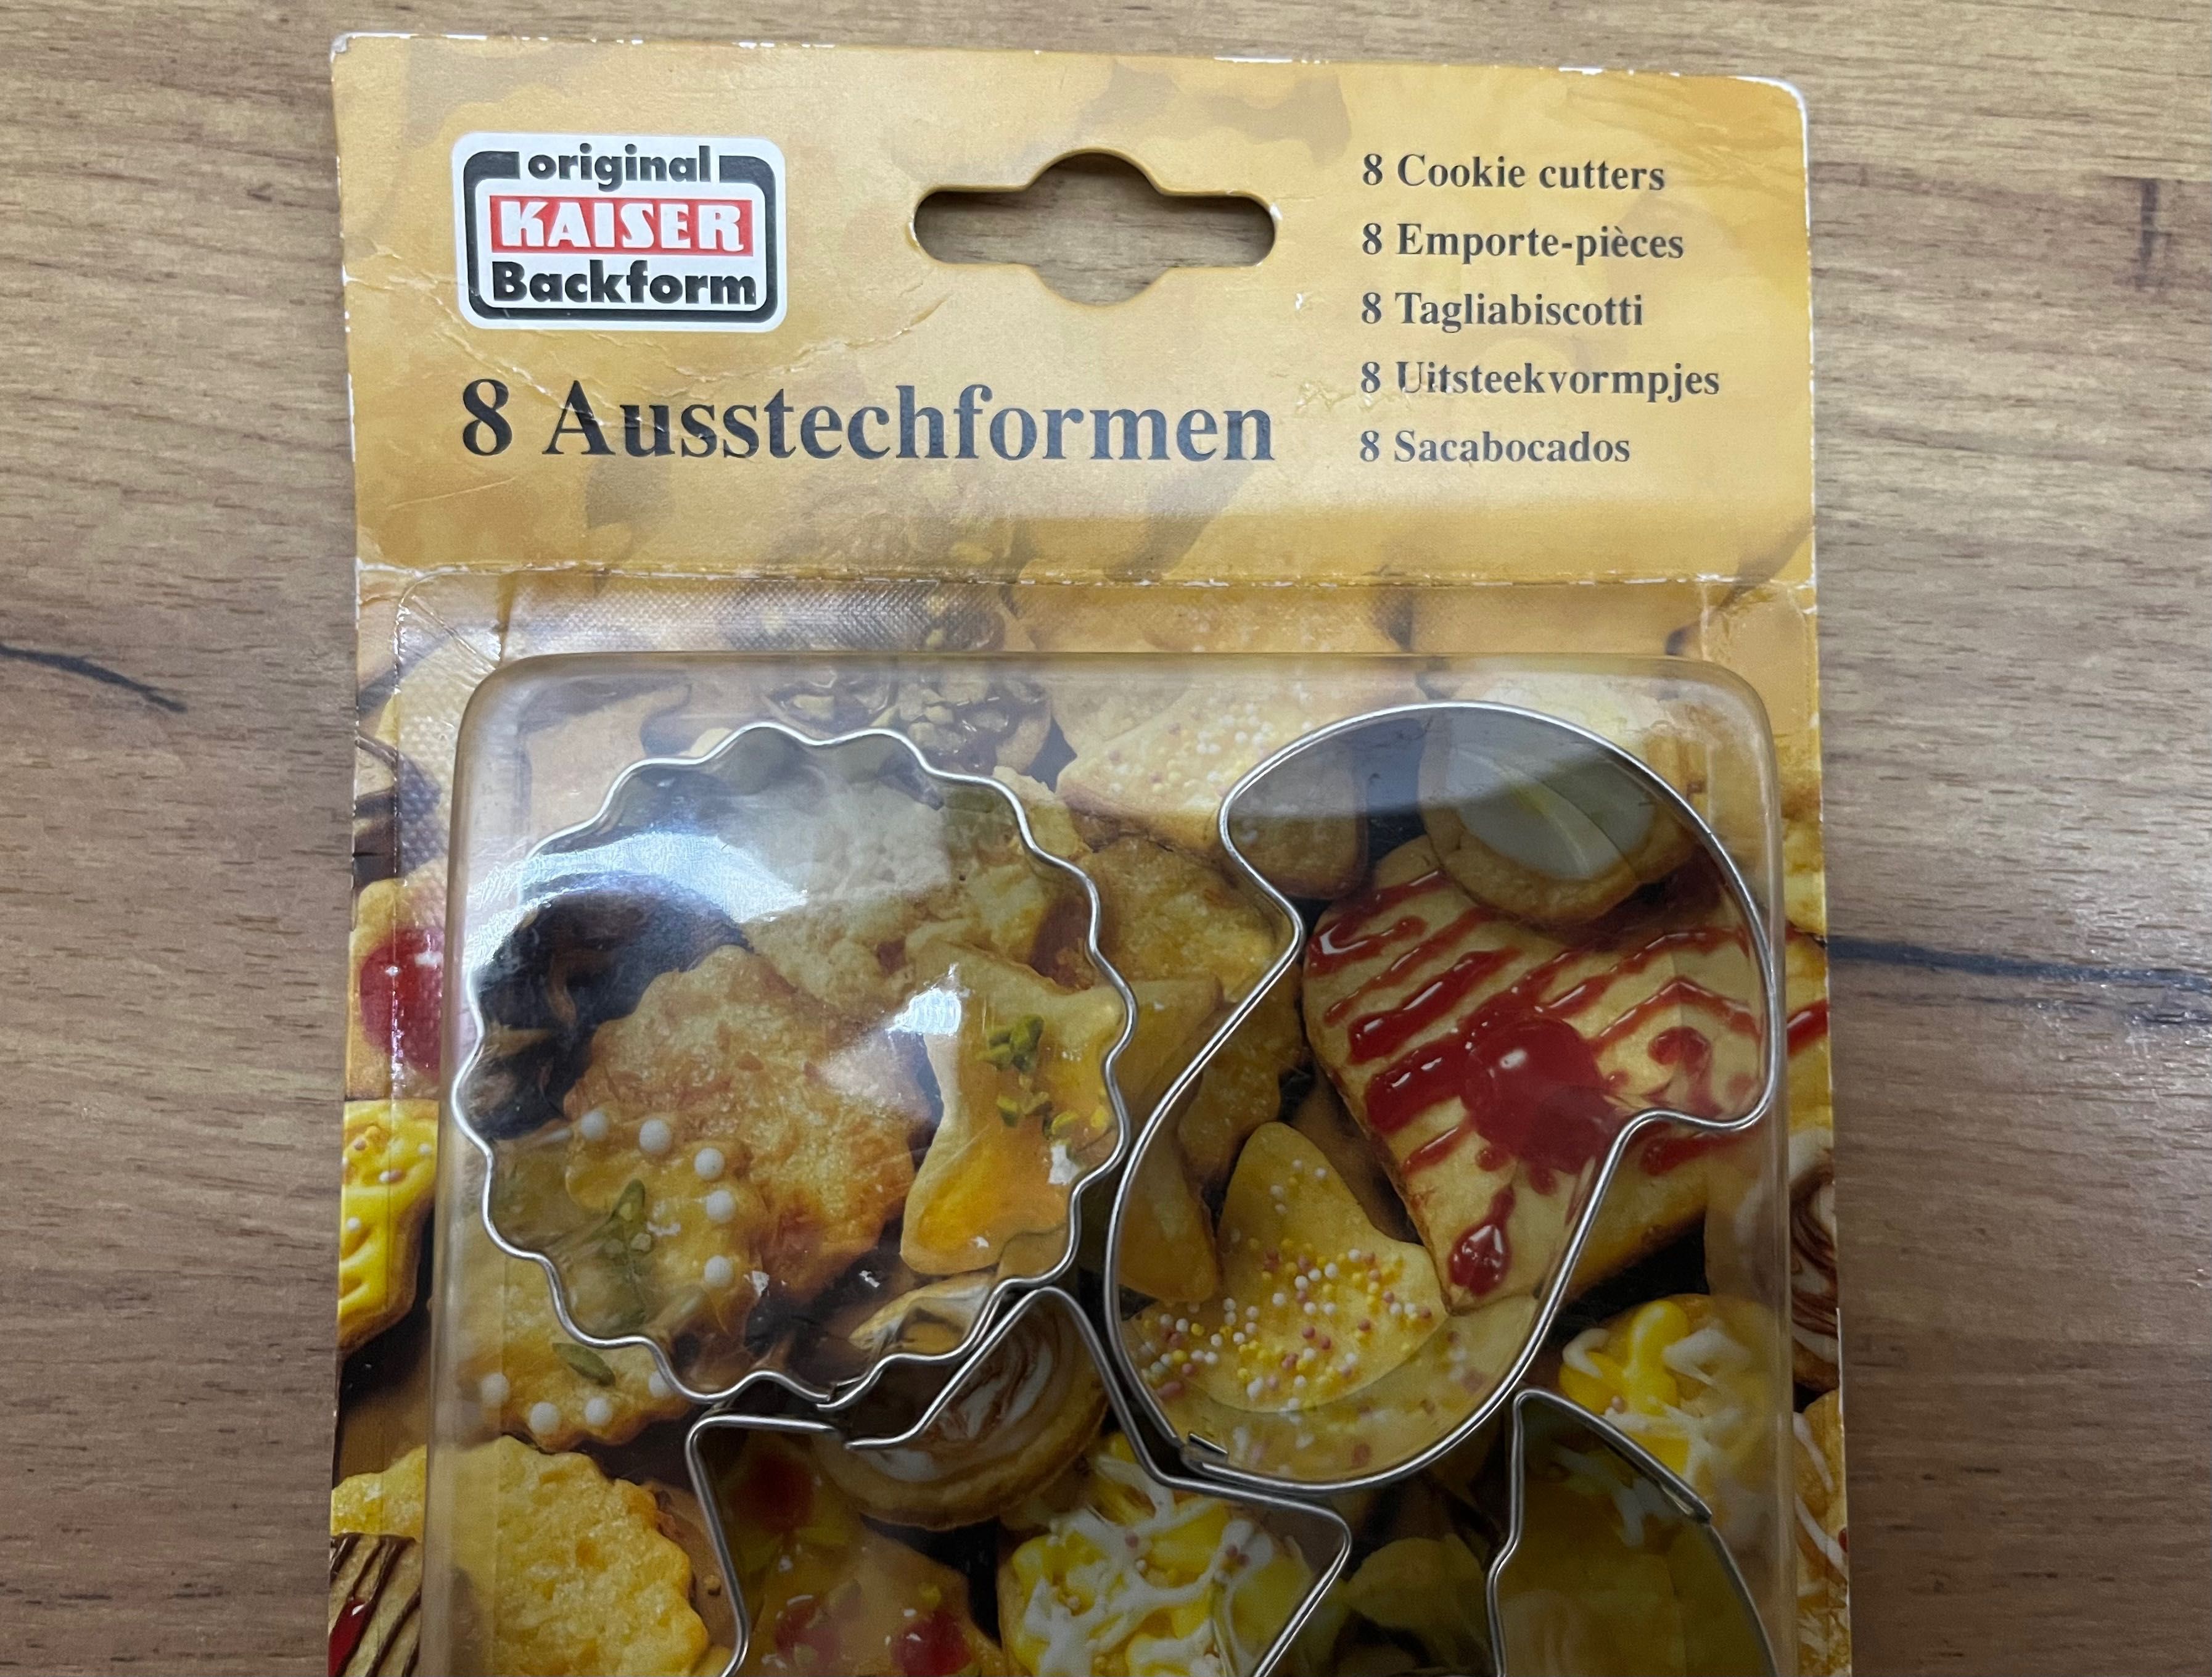 original
KAISER
Backform
8 Ausstechformen
8 Cookie cutters
8 Emporte-pièces
8 Tagliabiscotti
8 Uitsteekvormpjes
8 Sacabocados